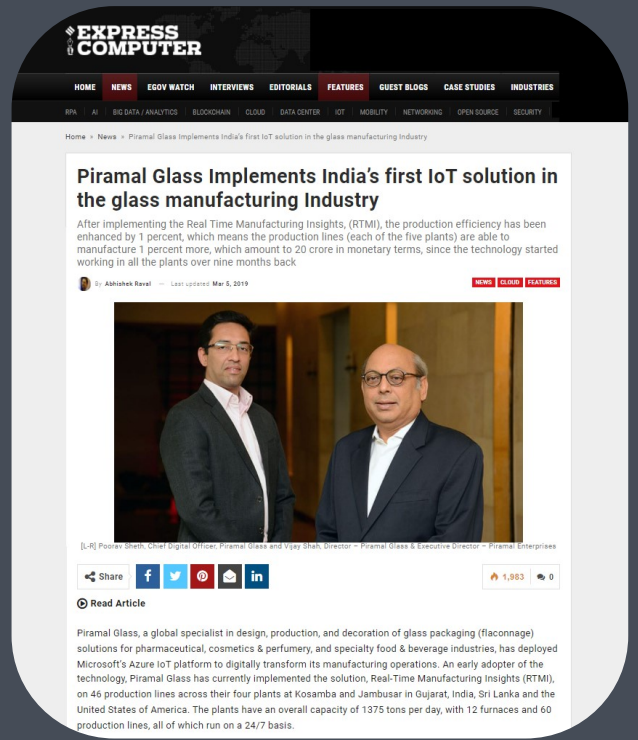 EXPRESS
COMPUTER
HOME NEWS EGOV WATCH INTERVIEWS EDITORIALS FEATURES GUEST BLOGS CASE STUDIES INDUSTRIES
RPA AI BIG DATA / ANALYTICS BLOCKCHAIN CLOUD DATA CENTER IOT MOBILITY NETWORKING OPEN SOURCE SECURITY
Home » News » Piramal Glass Implements India's first IoT solution in the glass manufacturing Industry
Piramal Glass Implements India's first IoT solution in
the glass manufacturing Industry
After implementing the Real Time Manufacturing Insights, (RTMI), the production efficiency has been
enhanced by 1 percent, which means the production lines (each of the five plants) are able to
manufacture 1 percent more, which amount to 20 crore in monetary terms, since the technology started
working in all the plants over nine months back
By Abhishek Raval — Last updated Mar 5, 2019 NEWS CLOUD FEATURES
[L-R] Poorav Sheth, Chief Digital Officer, Piramal Glass and Vijay Shah, Director – Piramal Glass & Executive Director – Piramal Enterprises
Share 1,983 0
Read Article
Piramal Glass, a global specialist in design, production, and decoration of glass packaging (flaconnage)
solutions for pharmaceutical, cosmetics & perfumery, and specialty food & beverage industries, has deployed
Microsoft's Azure IoT platform to digitally transform its manufacturing operations. An early adopter of the
technology, Piramal Glass has currently implemented the solution, Real-Time Manufacturing Insights (RTMI),
on 46 production lines across their four plants at Kosamba and Jambusar in Gujarat, India, Sri Lanka and the
United States of America. The plants have an overall capacity of 1375 tons per day, with 12 furnaces and 60
production lines, all of which run on a 24/7 basis.